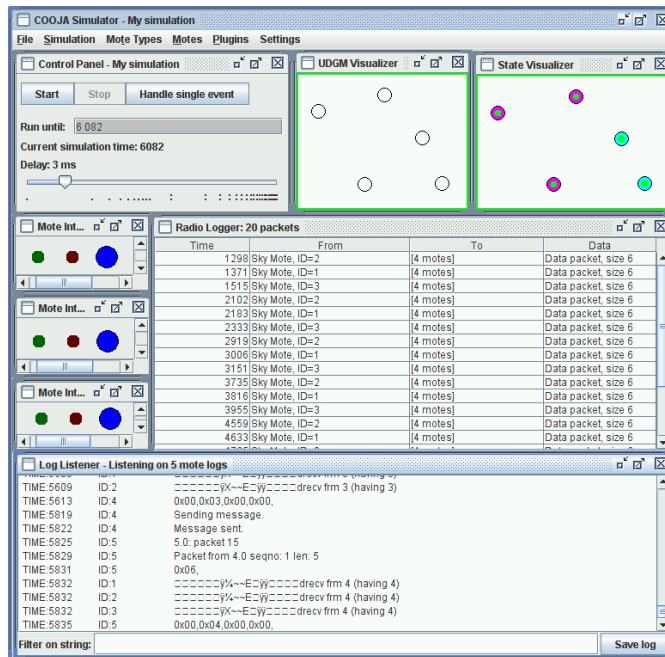 COOJA Simulator - My simulation
File Simulation Mote Types Motes Plugins Settings
Control Panel - My simulation
Start Stop Handle single event
Run until: 6 082
Current simulation time: 6082
Delay: 3 ms
UDGM Visualizer
State Visualizer
Mote Int...
Mote Int...
Mote Int...
Radio Logger: 20 packets
Time From To Data
1298 Sky Mote, ID=2 [4 motes] Data packet, size 6
1371 Sky Mote, ID=1 [4 motes] Data packet, size 6
1515 Sky Mote, ID=3 [4 motes] Data packet, size 6
2102 Sky Mote, ID=2 [4 motes] Data packet, size 6
2183 Sky Mote, ID=1 [4 motes] Data packet, size 6
2333 Sky Mote, ID=3 [4 motes] Data packet, size 6
2919 Sky Mote, ID=2 [4 motes] Data packet, size 6
3006 Sky Mote, ID=1 [4 motes] Data packet, size 6
3151 Sky Mote, ID=3 [4 motes] Data packet, size 6
3735 Sky Mote, ID=2 [4 motes] Data packet, size 6
3816 Sky Mote, ID=1 [4 motes] Data packet, size 6
3955 Sky Mote, ID=3 [4 motes] Data packet, size 6
4559 Sky Mote, ID=2 [4 motes] Data packet, size 6
4633 Sky Mote, ID=1 [4 motes] Data packet, size 6
Log Listener - Listening on 5 mote logs
TIME:5609 ID:2 □□□□□□ÿX~~E□ÿÿ□□□□drecv frm 3 (having 3)
TIME:5613 ID:4 0x00,0x03,0x00,0x00,
TIME:5819 ID:4 Sending message.
TIME:5822 ID:4 Message sent.
TIME:5825 ID:5 5.0: packet 15
TIME:5829 ID:5 Packet from 4.0 seqno: 1 len: 5
TIME:5831 ID:5 0x06,
TIME:5832 ID:1 □□□□□□ÿ¼~~E□ÿÿ□□□□drecv frm 4 (having 4)
TIME:5832 ID:2 □□□□□□ÿ¼~~E□ÿÿ□□□□drecv frm 4 (having 4)
TIME:5832 ID:3 □□□□□□ÿX~~E□ÿÿ□□□□drecv frm 4 (having 4)
TIME:5835 ID:5 0x00,0x04,0x00,0x00,
Filter on string: Save log